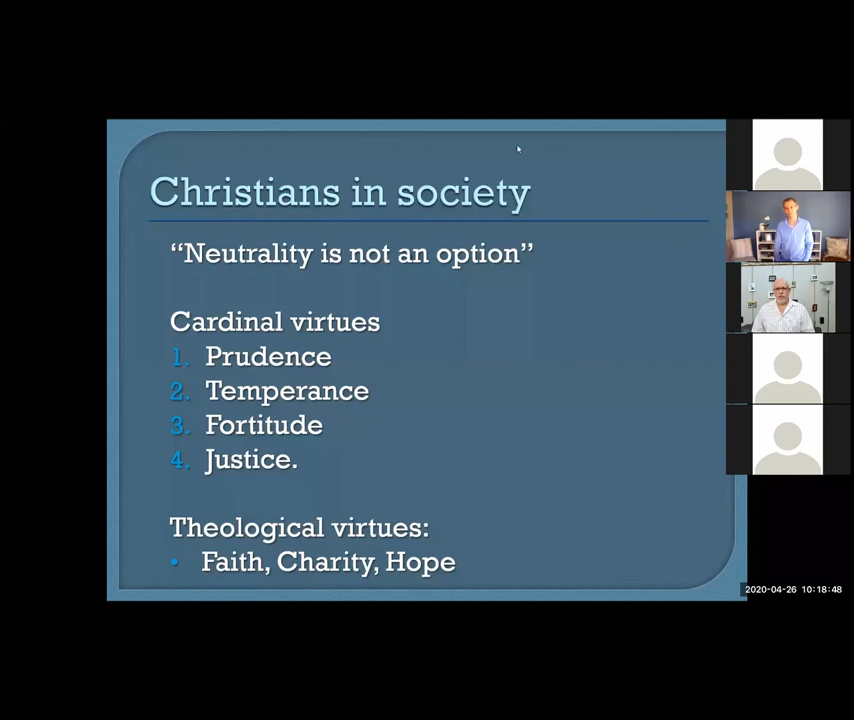 Christians in society
“Neutrality is not an option”
Cardinal virtues
1. Prudence
2. Temperance
3. Fortitude
4. Justice.
Theological virtues:
• Faith, Charity, Hope
2020-04-26 10:18:48